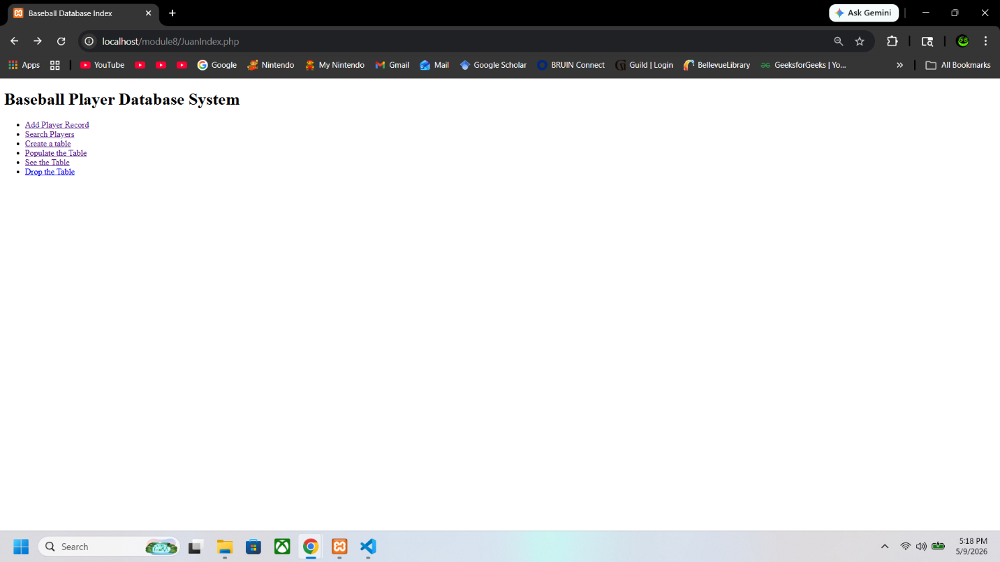 Baseball Database Index
Ask Gemini
localhost/module8/JuanIndex.php
Apps YouTube Google Nintendo My Nintendo Gmail Mail Google Scholar BRUIN Connect Guild | Login BellevueLibrary GeeksforGeeks | Yo... » All Bookmarks
Baseball Player Database System
• Add Player Record
• Search Players
• Create a table
• Populate the Table
• See the Table
• Drop the Table
Search
5:18 PM
5/9/2026